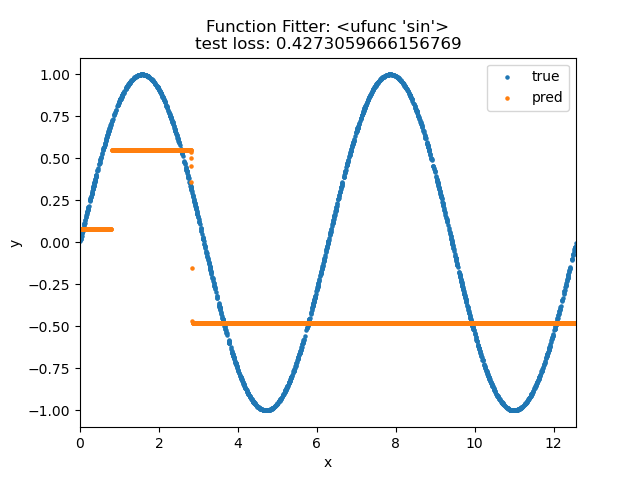 Function Fitter: <ufunc 'sin'>
test loss: 0.4273059666156769
true
pred
1.00
0.75
0.50
0.25
0.00
−0.25
−0.50
−0.75
−1.00
y
0 2 4 6 8 10 12
x